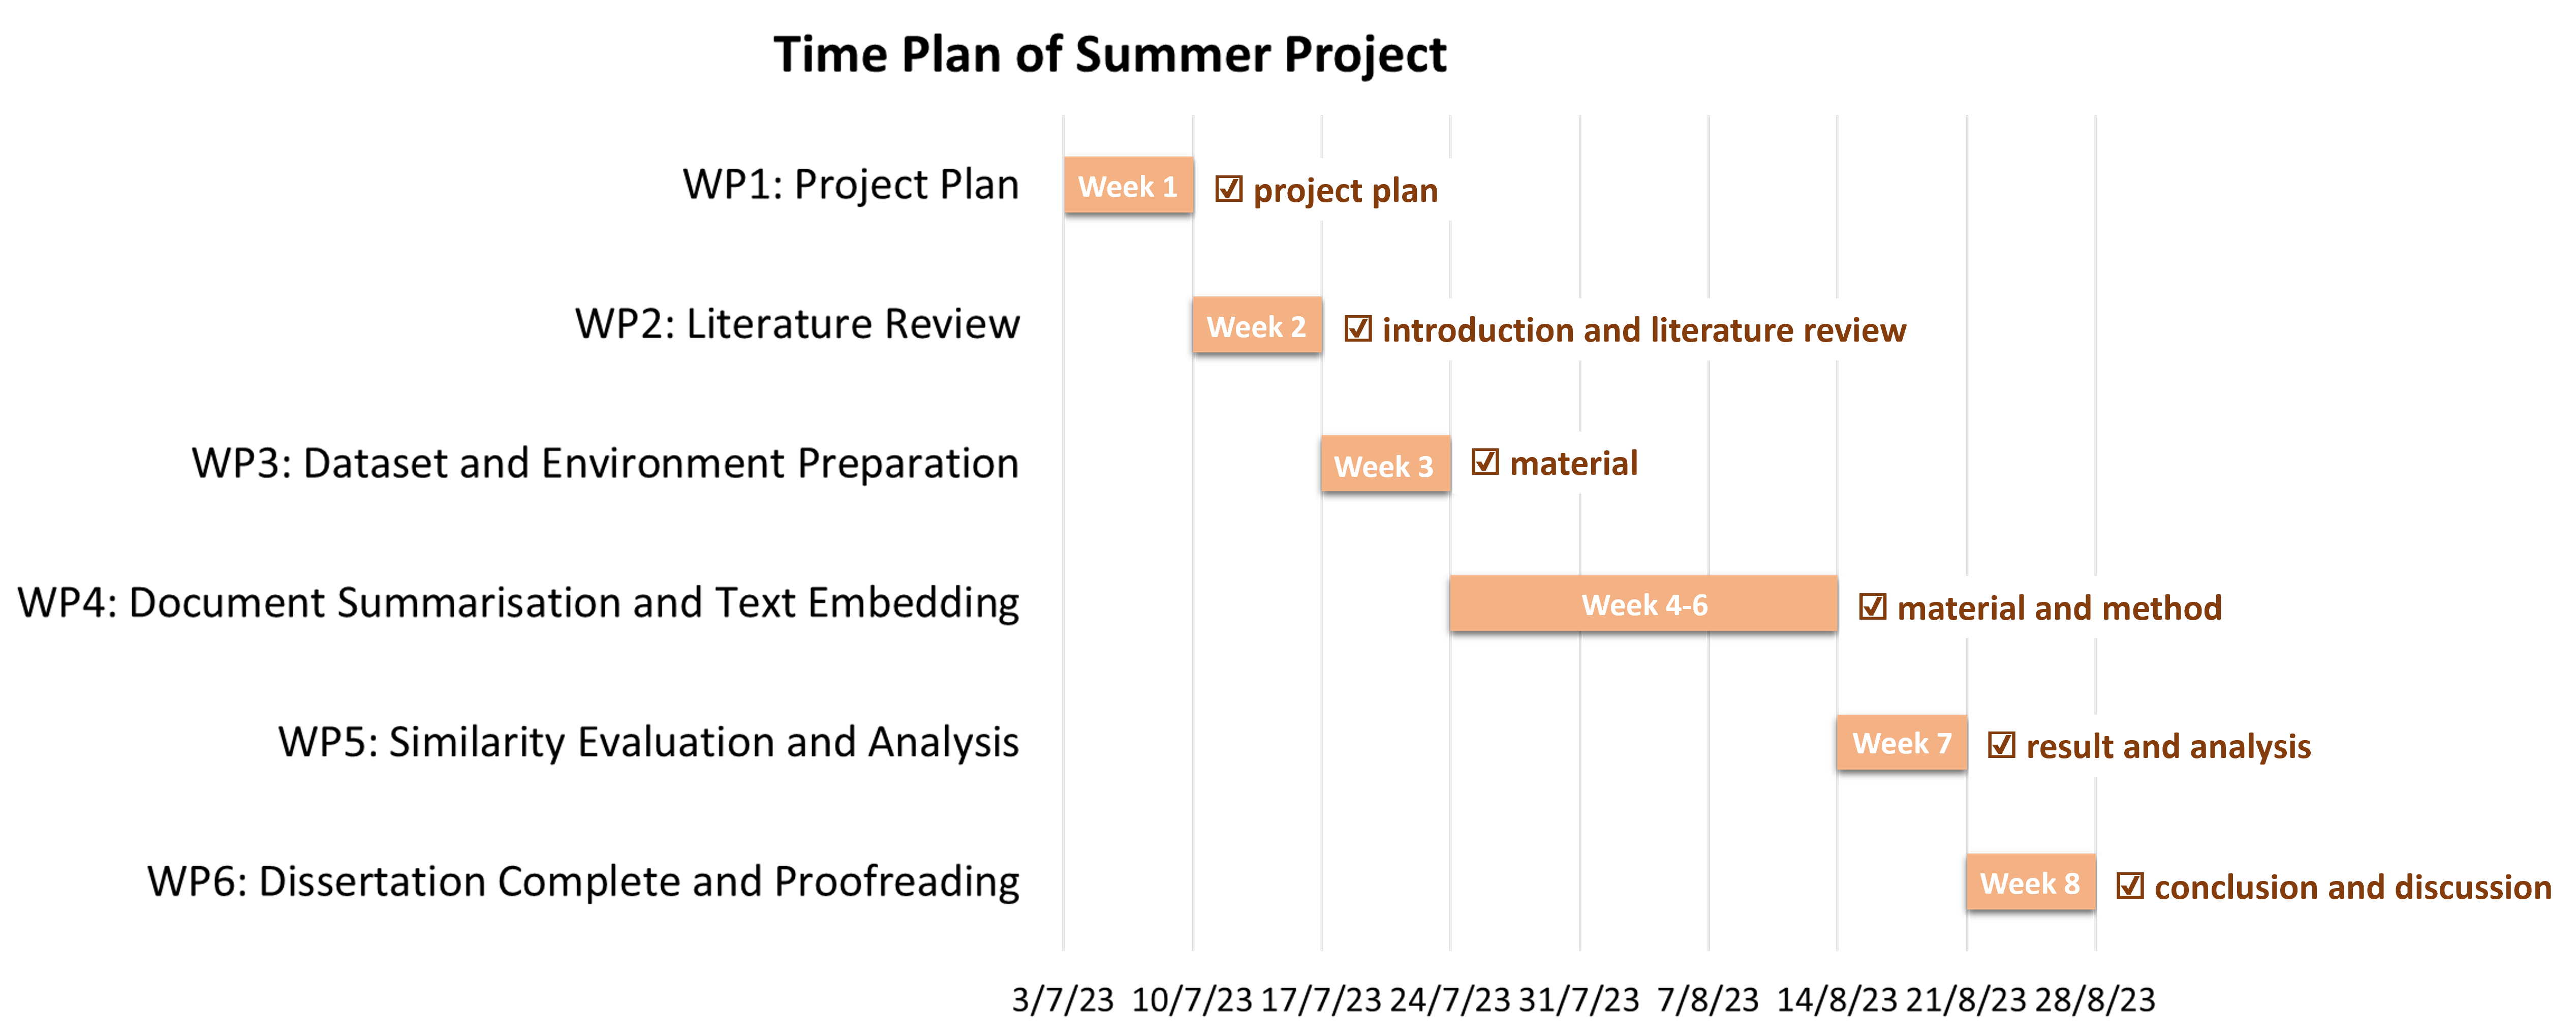 Time Plan of Summer Project
WP1: Project Plan
Week 1
☑ project plan
WP2: Literature Review
Week 2
☑ introduction and literature review
WP3: Dataset and Environment Preparation
Week 3
☑ material
WP4: Document Summarisation and Text Embedding
Week 4-6
☑ material and method
WP5: Similarity Evaluation and Analysis
Week 7
☑ result and analysis
WP6: Dissertation Complete and Proofreading
Week 8
☑ conclusion and discussion
3/7/23 10/7/23 17/7/23 24/7/23 31/7/23 7/8/23 14/8/23 21/8/23 28/8/23